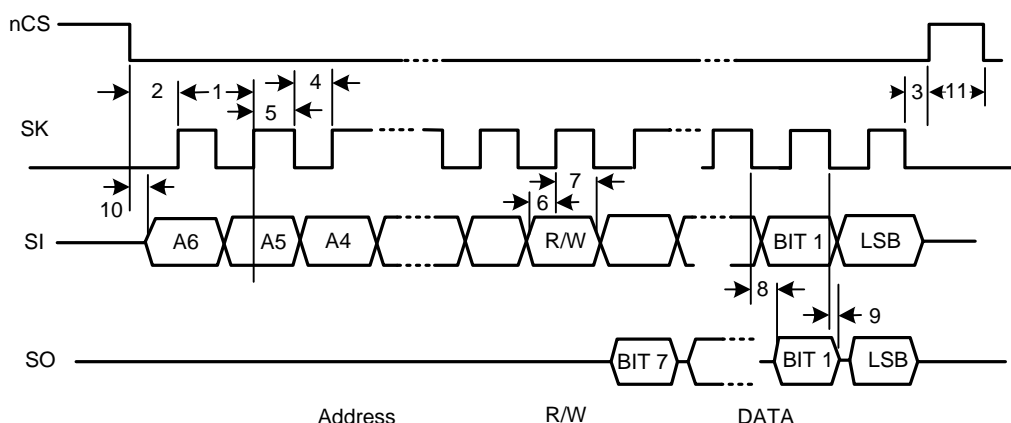 nCS
2 1 4 3 11
5
SK
7
10 6
SI A6 A5 A4 R/W BIT 1 LSB
8 9
SO BIT 7 BIT 1 LSB
Address R/W DATA